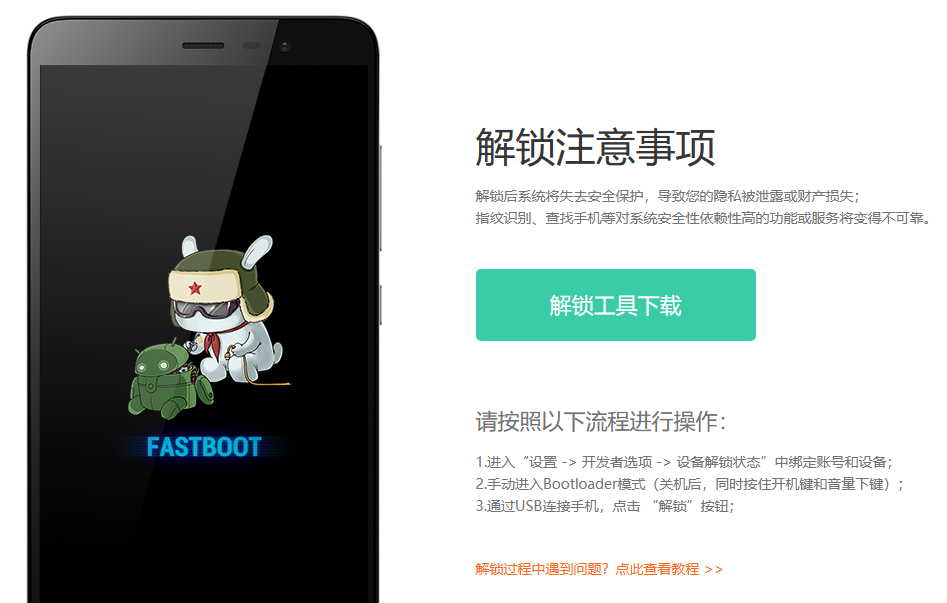 解锁注意事项
解锁后系统将失去安全保护，导致您的隐私被泄露或财产损失；
指纹识别、查找手机等对系统安全性依赖性高的功能或服务将变得不可靠。
解锁工具下载
FASTBOOT
请按照以下流程进行操作：
1.进入“设置 -> 开发者选项 -> 设备解锁状态”中绑定账号和设备；
2.手动进入Bootloader模式（关机后，同时按住开机键和音量下键）；
3.通过USB连接手机，点击 “解锁”按钮；
解锁过程中遇到问题？点此查看教程 >>